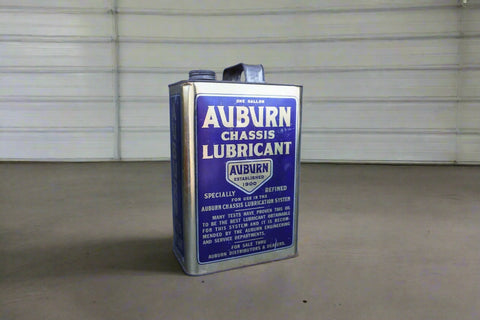 ONE GALLON
AUBURN
CHASSIS
LUBRICANT
AUBURN
ESTABLISHED
1900
SPECIALLY REFINED
FOR USE IN THE
AUBURN CHASSIS LUBRICATION SYSTEM
MANY TESTS HAVE PROVEN THIS OIL
TO BE THE BEST LUBRICANT OBTAINABLE
FOR THIS SYSTEM AND IT IS RECOM-
MENDED BY THE AUBURN ENGINEERING
AND SERVICE DEPARTMENTS.
FOR SALE THRU
AUBURN DISTRIBUTORS & DEALERS.